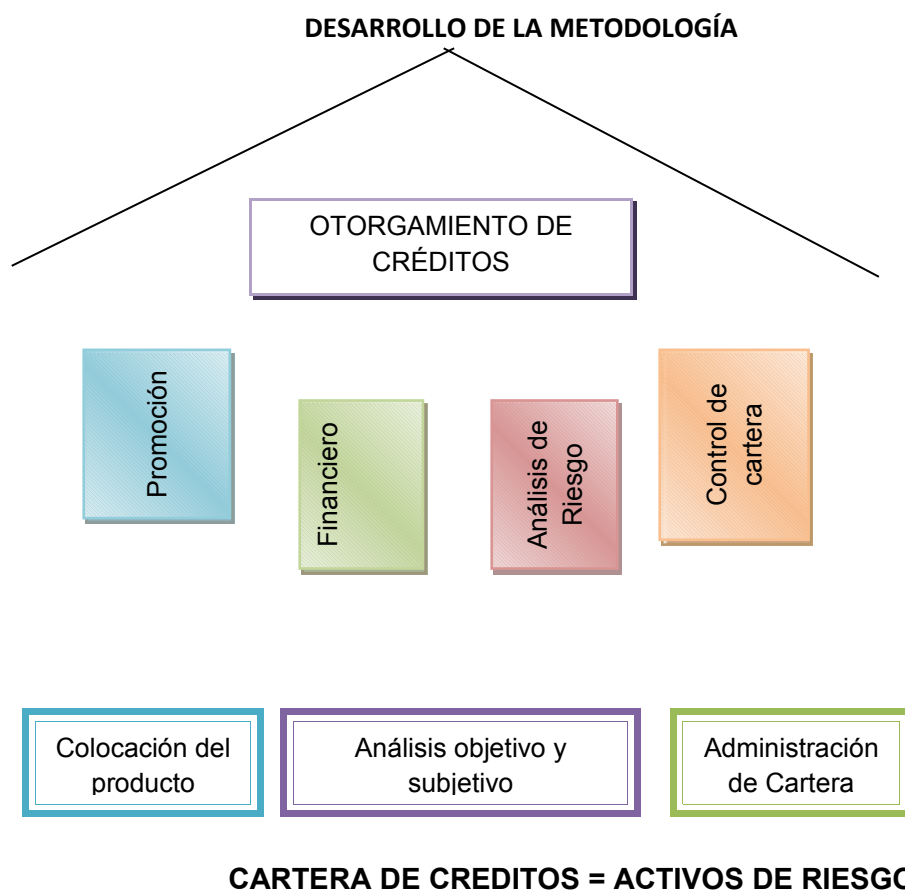 DESARROLLO DE LA METODOLOGÍA
OTORGAMIENTO DE
CRÉDITOS
Promoción
Financiero
Análisis de
Riesgo
Control de
cartera
Colocación del
producto
Análisis objetivo y
subjetivo
Administración
de Cartera
CARTERA DE CREDITOS = ACTIVOS DE RIESGO